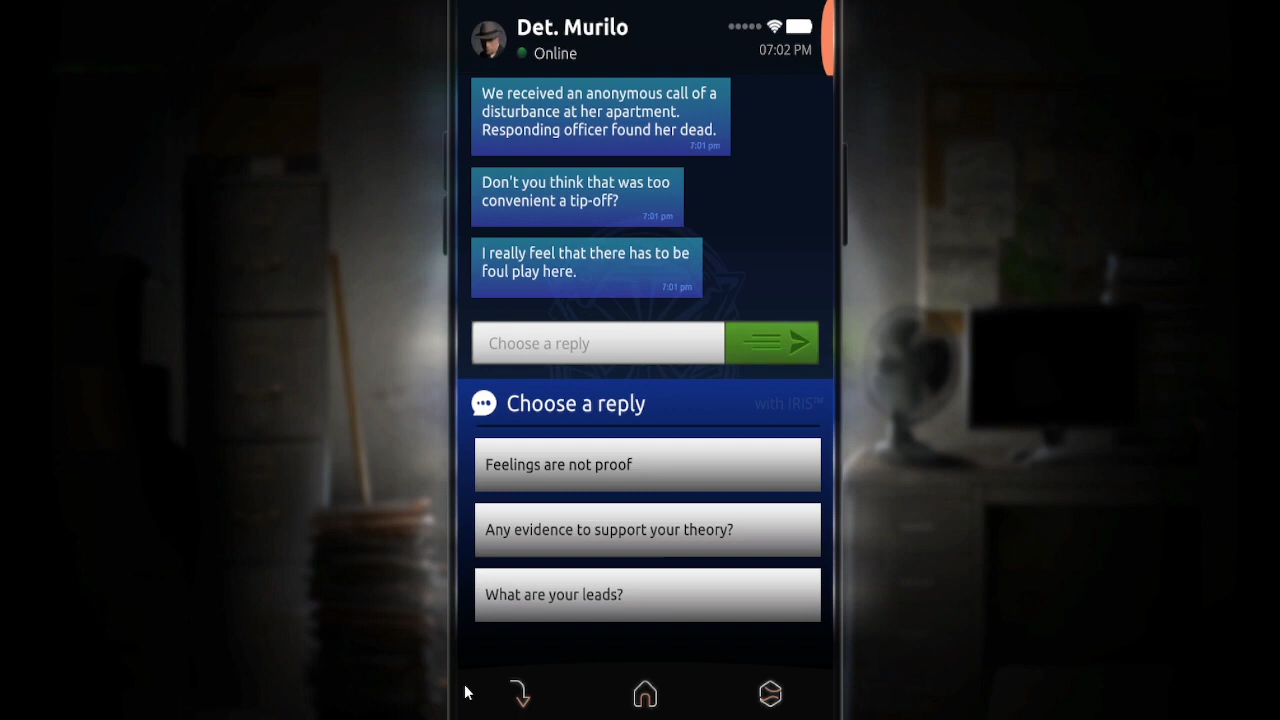 Det. Murilo
Online
07:02 PM
We received an anonymous call of a
disturbance at her apartment.
Responding officer found her dead.
7:01 pm
Don't you think that was too
convenient a tip-off?
7:01 pm
I really feel that there has to be
foul play here.
7:01 pm
Choose a reply
Choose a reply
with IRIS™
Feelings are not proof
Any evidence to support your theory?
What are your leads?